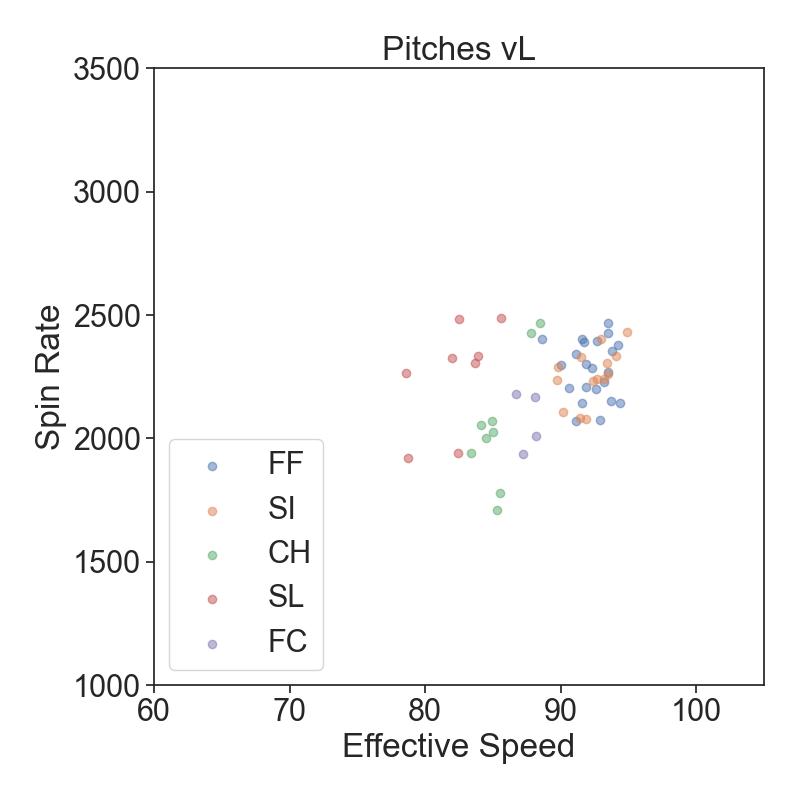 Pitches vL
3500
3000
2500
2000
1500
1000
Spin Rate
FF
SI
CH
SL
FC
60 70 80 90 100
Effective Speed